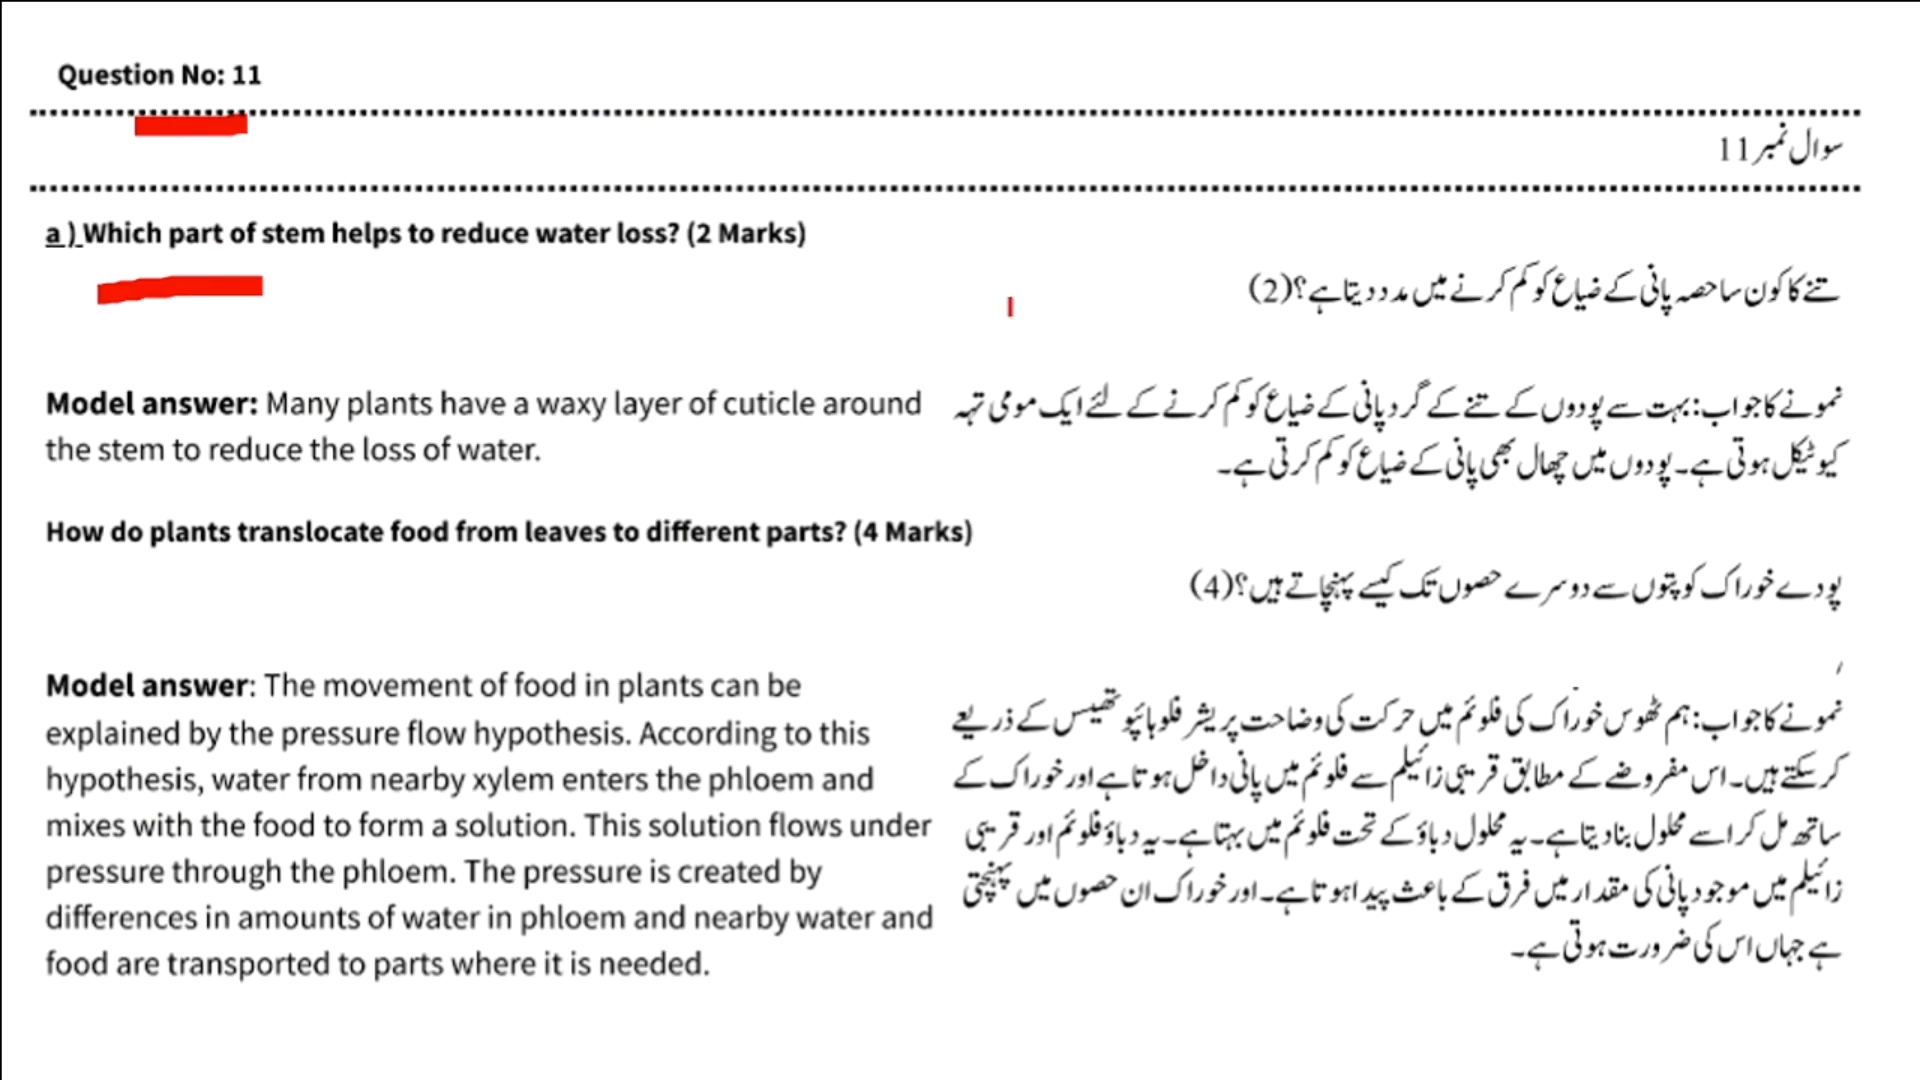 Question No: 11
سوال نمبر 11
a ) Which part of stem helps to reduce water loss? (2 Marks)
تنے کا کون سا حصہ پانی کے ضیاع کو کم کرنے میں مدد دیتا ہے؟ (2)
Model answer: Many plants have a waxy layer of cuticle around
the stem to reduce the loss of water.
نمونے کا جواب: بہت سے پودوں کے تنے کے گرد پانی کے ضیاع کو کم کرنے کے لئے ایک مومی تہہ
کیوٹیکل ہوتی ہے۔ پودوں میں چھال بھی پانی کے ضیاع کو کم کرتی ہے۔
How do plants translocate food from leaves to different parts? (4 Marks)
پودے خوراک کو پتوں سے دوسرے حصوں تک کیسے پہنچاتے ہیں؟ (4)
Model answer: The movement of food in plants can be
explained by the pressure flow hypothesis. According to this
hypothesis, water from nearby xylem enters the phloem and
mixes with the food to form a solution. This solution flows under
pressure through the phloem. The pressure is created by
differences in amounts of water in phloem and nearby water and
food are transported to parts where it is needed.
نمونے کا جواب: ہم ٹھوس خوراک کی فلوئم میں حرکت کی وضاحت پریشر فلو ہائپو تھیسس کے ذریعے
کر سکتے ہیں۔ اس مفروضے کے مطابق قریبی زائیلم سے فلوئم میں پانی داخل ہوتا ہے اور خوراک کے
ساتھ مل کر اسے محلول بنا دیتا ہے۔ یہ محلول دباؤ کے تحت فلوئم میں بہتا ہے۔ یہ دباؤ فلوئم اور قریبی
زائیلم میں موجود پانی کی مقدار میں فرق کے باعث پیدا ہوتا ہے۔ اور خوراک ان حصوں میں پہنچتی
ہے جہاں اس کی ضرورت ہوتی ہے۔